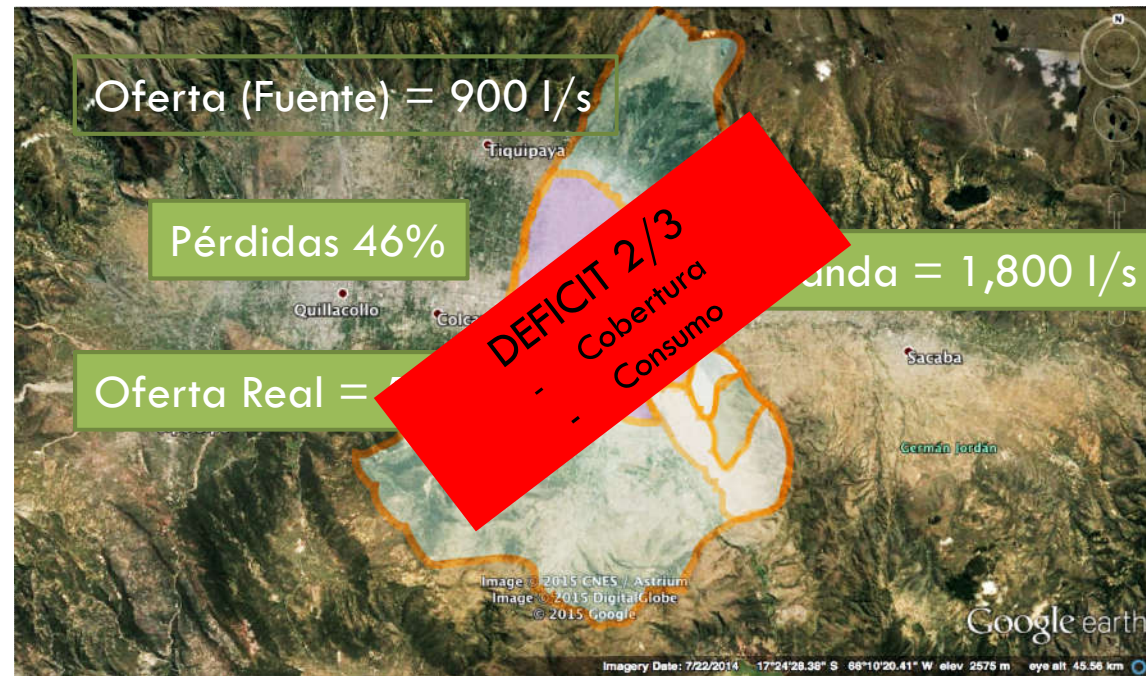 Oferta (Fuente) = 900 l/s
Tiquipaya
Pérdidas 46%
DEFICIT 2/3
- Cobertura
- Consumo
anda = 1,800 l/s
Quillacollo
Colca
Sacaba
Oferta Real =
Germán Jordán
Image © 2015 CNES / Astrium
Image © 2015 DigitalGlobe
© 2015 Google
Google earth
Imagery Date: 7/22/2014 17°24'28.38" S 66°10'20.41" W elev 2575 m eye alt 45.56 km
N